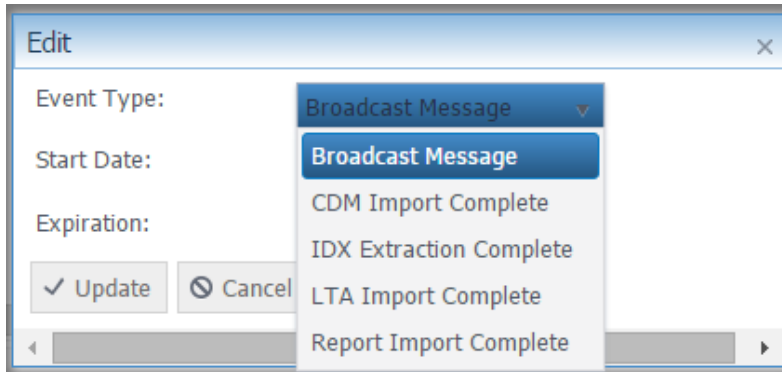 Edit
Event Type:
Broadcast Message
Broadcast Message
Start Date:
CDM Import Complete
Expiration:
IDX Extraction Complete
Update
Cancel
LTA Import Complete
Report Import Complete